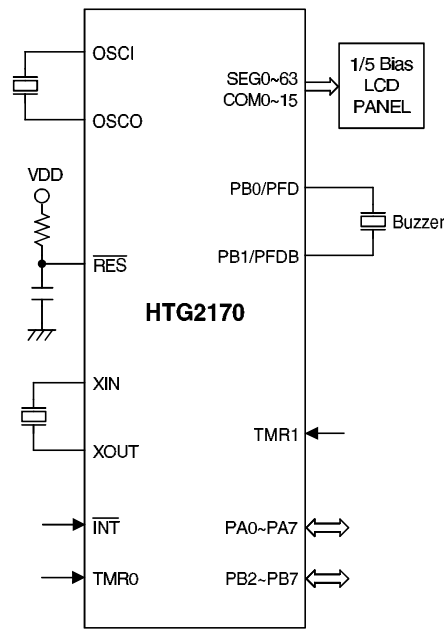 OSCI
OSCO
VDD
RES
XIN
XOUT
INT
TMR0
HTG2170
SEG0~63
COM0~15
1/5 Bias
LCD
PANEL
PB0/PFD
Buzzer
PB1/PFDB
TMR1
PA0~PA7
PB2~PB7